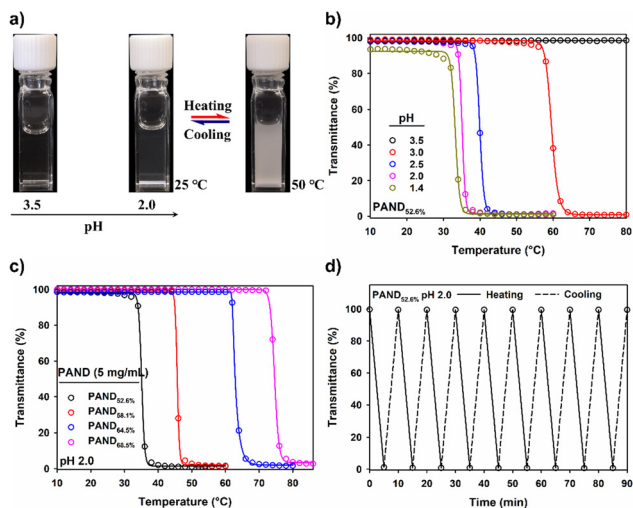 a)
Heating
Cooling
25 °C
50 °C
3.5
2.0
pH
b)
Transmittance (%)
100
80
60
40
20
0
pH
3.5
3.0
2.5
2.0
1.4
PAND52.6%
10 20 30 40 50 60 70 80
Temperature (°C)
c)
Transmittance (%)
100
80
60
40
20
0
PAND (5 mg/mL)
PAND52.6%
PAND58.1%
PAND64.5%
PAND68.5%
pH 2.0
10 20 30 40 50 60 70 80
Temperature (°C)
d)
PAND52.6% pH 2.0 Heating Cooling
Transmittance (%)
100
80
60
40
20
0
0 10 20 30 40 50 60 70 80 90
Time (min)